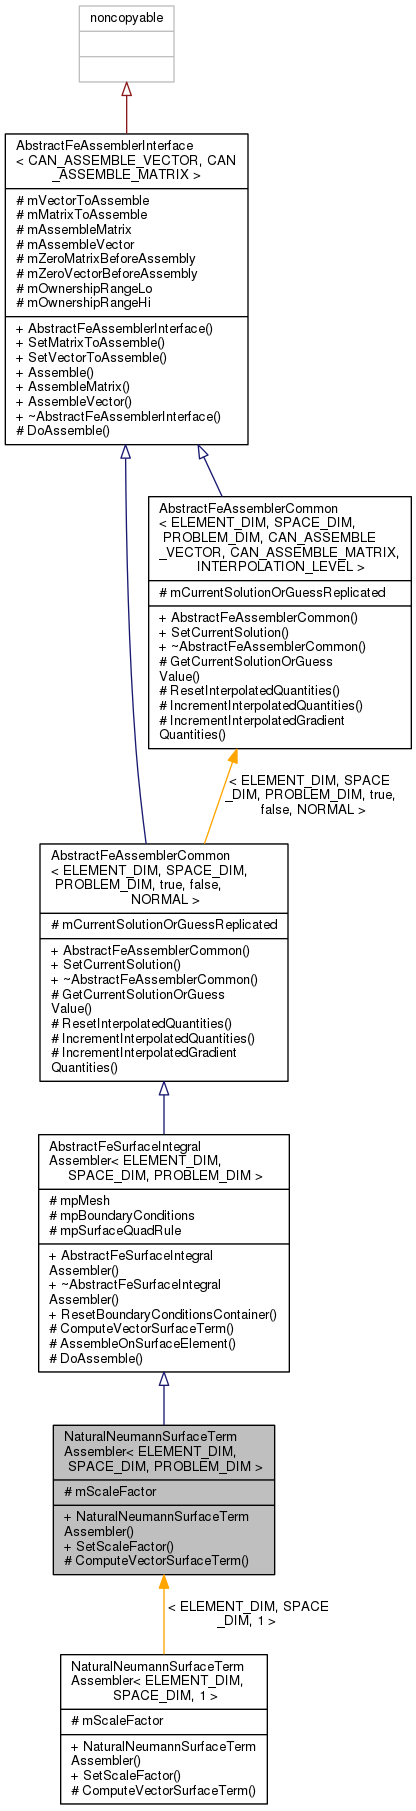 noncopyable
AbstractFeAssemblerInterface
< CAN_ASSEMBLE_VECTOR, CAN
_ASSEMBLE_MATRIX >
# mVectorToAssemble
# mMatrixToAssemble
# mAssembleMatrix
# mAssembleVector
# mZeroMatrixBeforeAssembly
# mZeroVectorBeforeAssembly
# mOwnershipRangeLo
# mOwnershipRangeHi
+ AbstractFeAssemblerInterface()
+ SetMatrixToAssemble()
+ SetVectorToAssemble()
+ Assemble()
+ AssembleMatrix()
+ AssembleVector()
+ ~AbstractFeAssemblerInterface()
# DoAssemble()
AbstractFeAssemblerCommon
< ELEMENT_DIM, SPACE_DIM,
PROBLEM_DIM, CAN_ASSEMBLE
_VECTOR, CAN_ASSEMBLE_MATRIX,
INTERPOLATION_LEVEL >
# mCurrentSolutionOrGuessReplicated
+ AbstractFeAssemblerCommon()
+ SetCurrentSolution()
+ ~AbstractFeAssemblerCommon()
# GetCurrentSolutionOrGuess
Value()
# ResetInterpolatedQuantities()
# IncrementInterpolatedQuantities()
# IncrementInterpolatedGradient
Quantities()
< ELEMENT_DIM, SPACE
_DIM, PROBLEM_DIM, true,
false, NORMAL >
AbstractFeAssemblerCommon
< ELEMENT_DIM, SPACE_DIM,
PROBLEM_DIM, true, false,
NORMAL >
# mCurrentSolutionOrGuessReplicated
+ AbstractFeAssemblerCommon()
+ SetCurrentSolution()
+ ~AbstractFeAssemblerCommon()
# GetCurrentSolutionOrGuess
Value()
# ResetInterpolatedQuantities()
# IncrementInterpolatedQuantities()
# IncrementInterpolatedGradient
Quantities()
AbstractFeSurfaceIntegral
Assembler< ELEMENT_DIM,
SPACE_DIM, PROBLEM_DIM >
# mpMesh
# mpBoundaryConditions
# mpSurfaceQuadRule
+ AbstractFeSurfaceIntegral
Assembler()
+ ~AbstractFeSurfaceIntegral
Assembler()
+ ResetBoundaryConditionsContainer()
# ComputeVectorSurfaceTerm()
# AssembleOnSurfaceElement()
# DoAssemble()
NaturalNeumannSurfaceTerm
Assembler< ELEMENT_DIM,
SPACE_DIM, PROBLEM_DIM >
# mScaleFactor
+ NaturalNeumannSurfaceTerm
Assembler()
+ SetScaleFactor()
# ComputeVectorSurfaceTerm()
< ELEMENT_DIM, SPACE
_DIM, 1 >
NaturalNeumannSurfaceTerm
Assembler< ELEMENT_DIM,
SPACE_DIM, 1 >
# mScaleFactor
+ NaturalNeumannSurfaceTerm
Assembler()
+ SetScaleFactor()
# ComputeVectorSurfaceTerm()